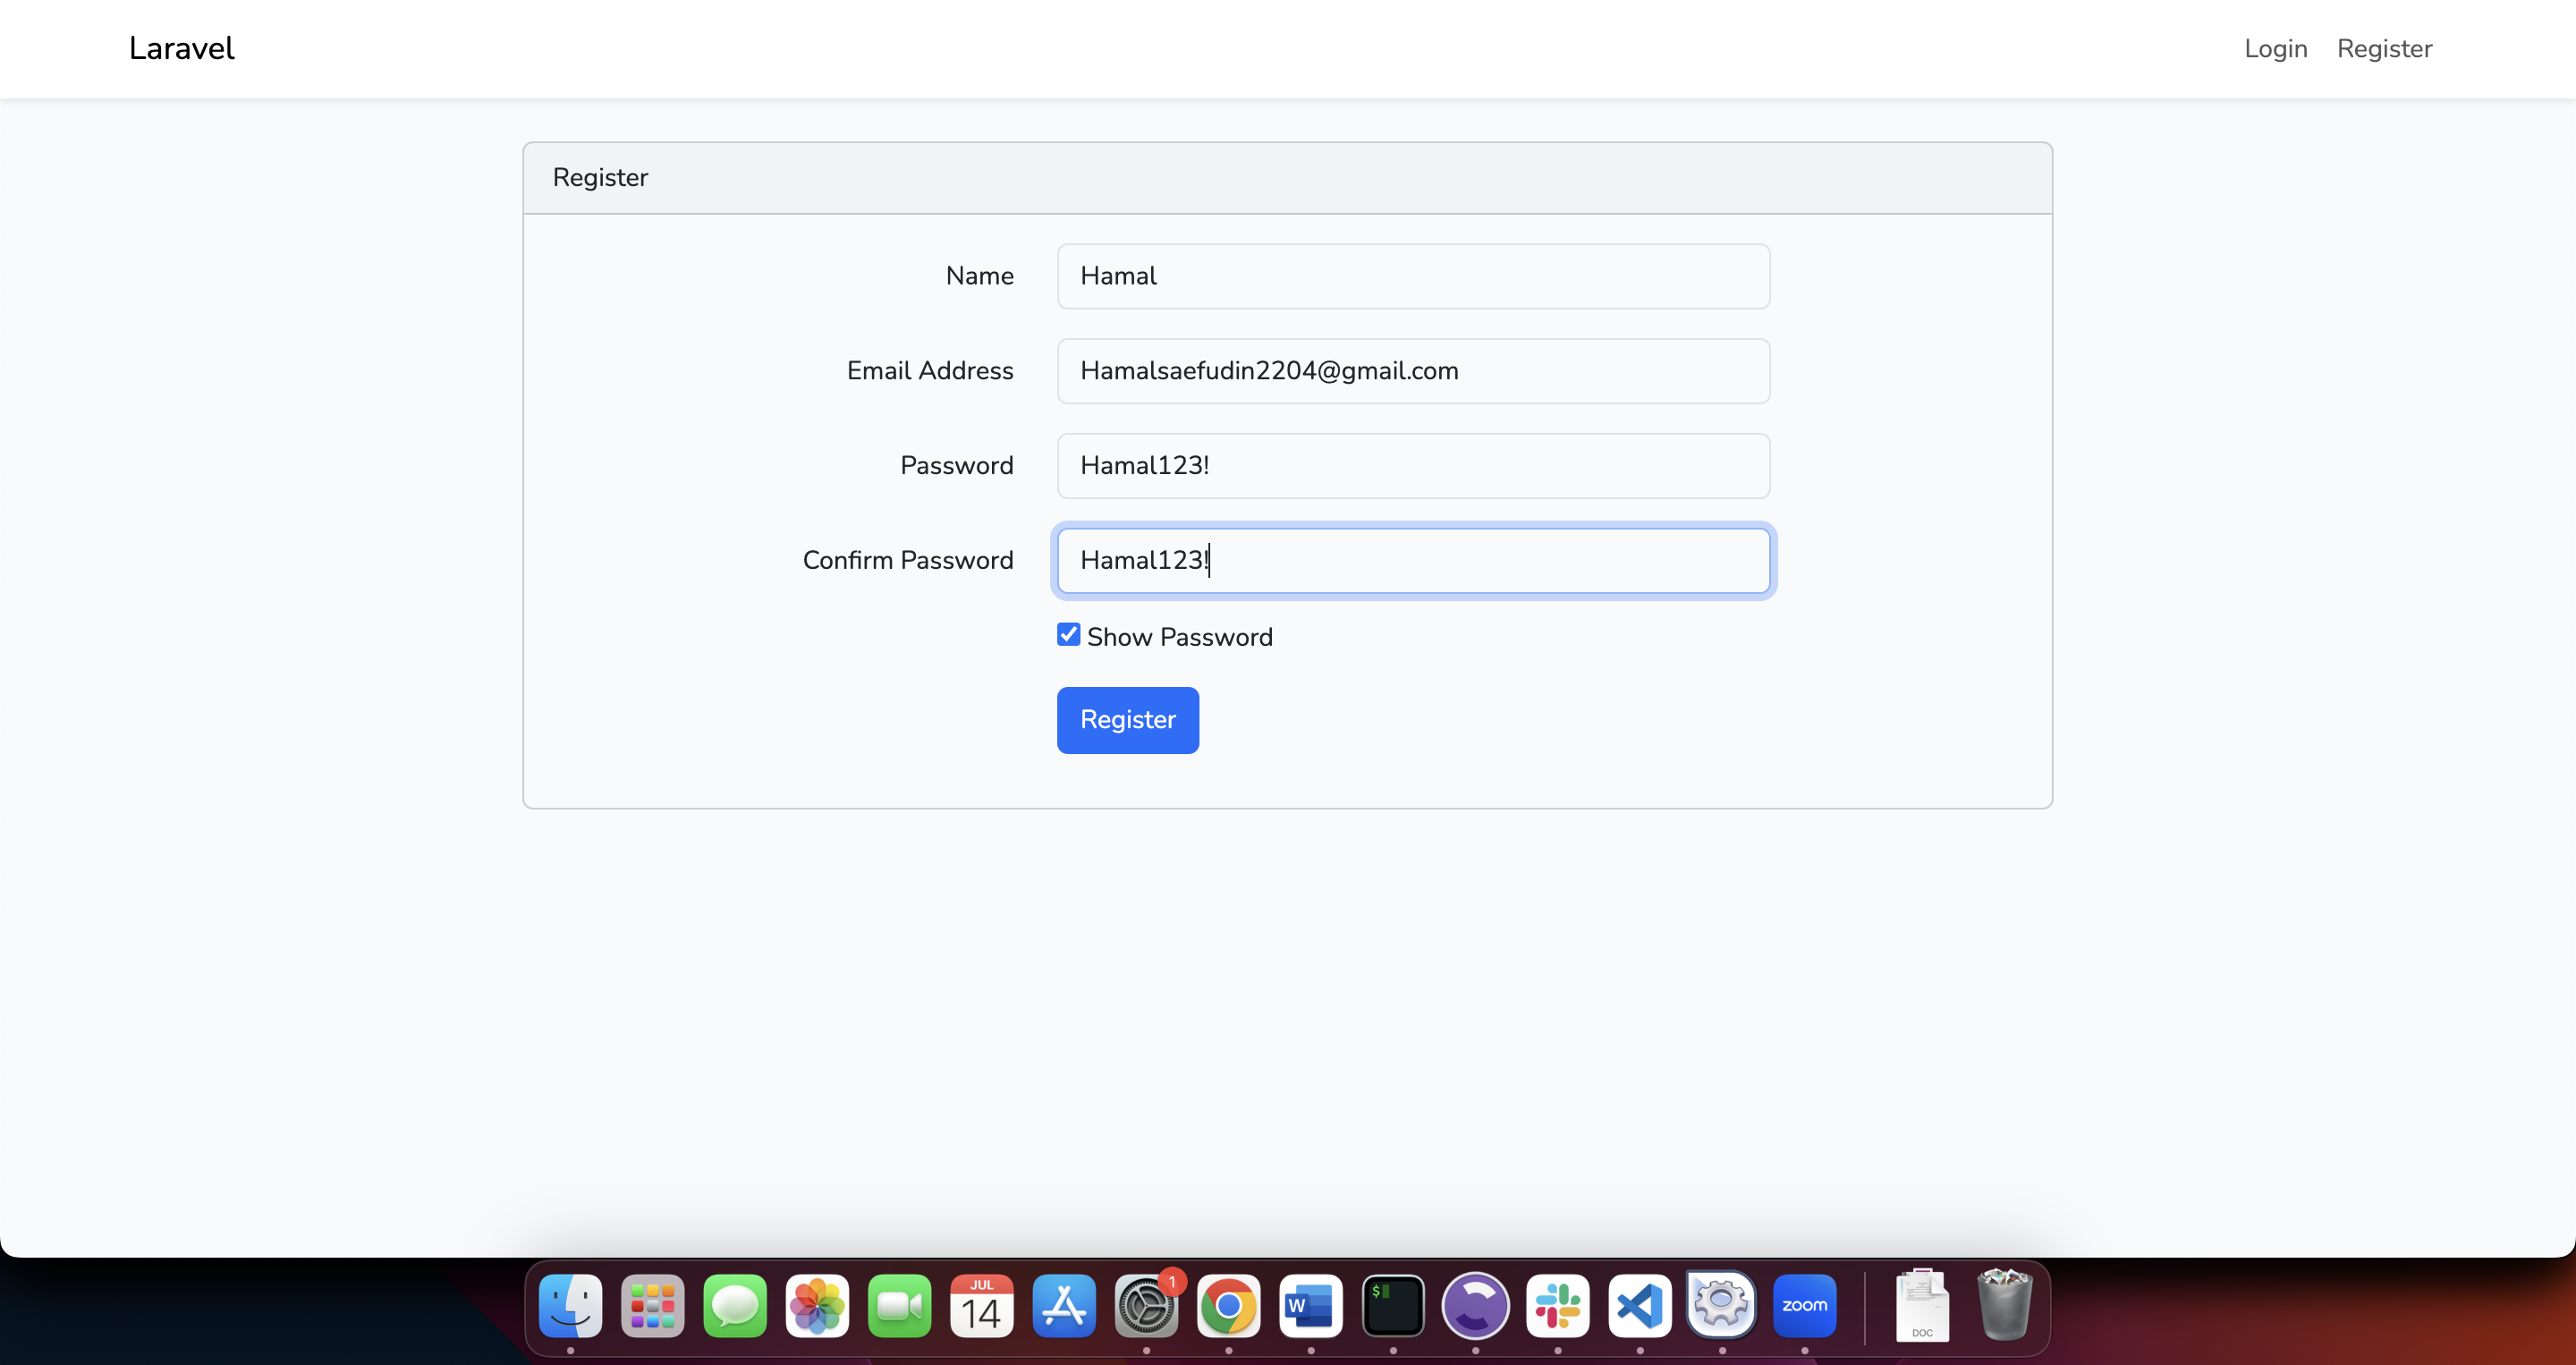 Laravel
Login Register
Register
Name Hamal
Email Address Hamalsaefudin2204@gmail.com
Password Hamal123!
Confirm Password Hamal123!
Show Password
Register
JUL
14
1
W
$
zoom
DOC